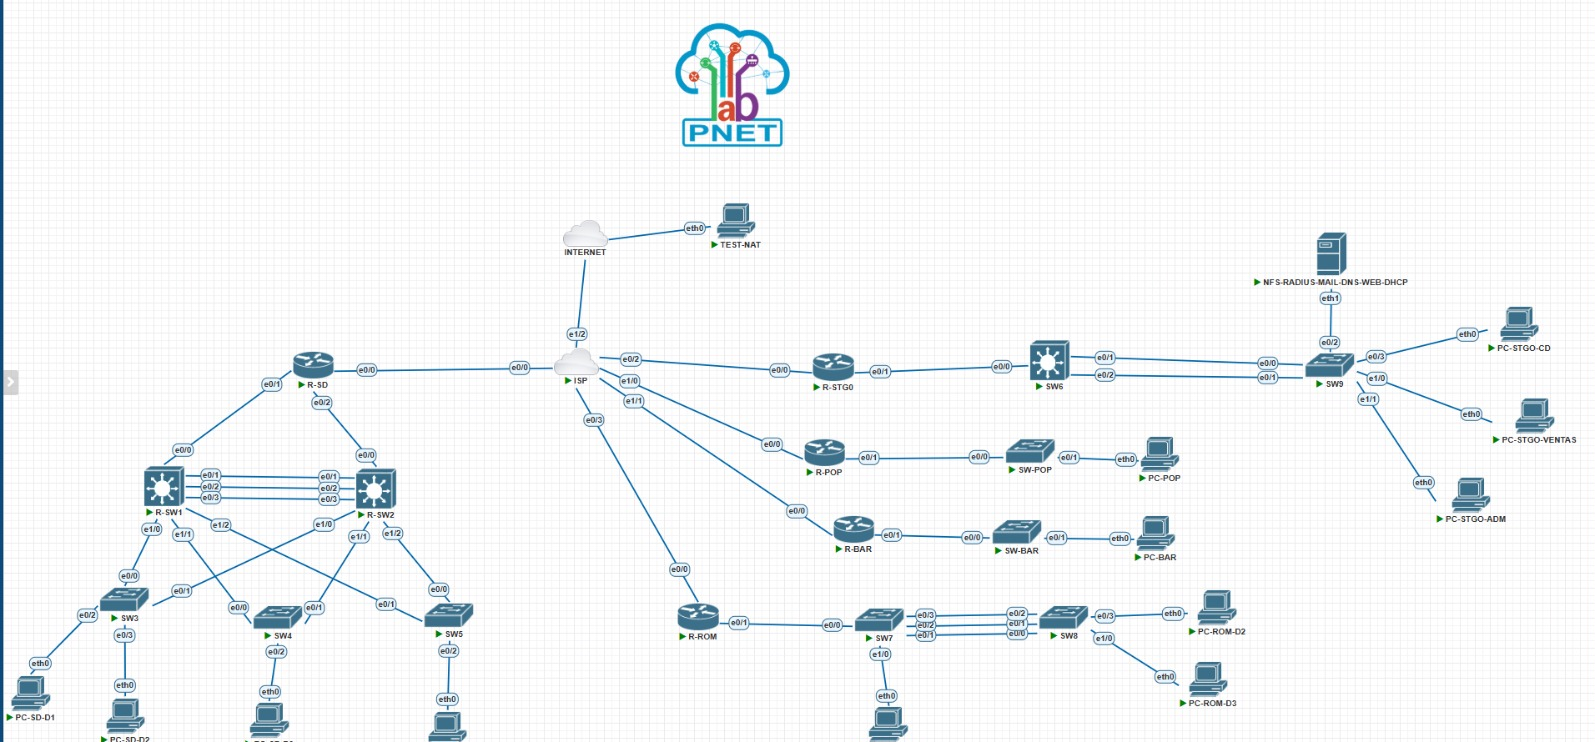 lab
PNET
INTERNET
eth0
TEST-NAT
e1/2
NFS-RADIUS-MAIL-DNS-WEB-DHCP
eth1
e0/2
R-SD
e0/0
e0/1
e0/2
e0/0
ISP
e0/2
e1/0
e1/1
e0/3
e0/0
R-STG0
e0/1
e0/0
SW6
e0/1
e0/2
e0/0
e0/1
SW9
e0/3
e1/0
e1/1
eth0
PC-STGO-CD
eth0
PC-STGO-VENTAS
eth0
PC-STGO-ADM
e0/0
R-POP
e0/1
e0/0
SW-POP
e0/1
eth0
PC-POP
e0/0
R-BAR
e0/1
e0/0
SW-BAR
e0/1
eth0
PC-BAR
e0/0
e0/0
R-SW1
e0/1
e0/2
e0/3
e0/1
e0/2
e0/3
R-SW2
e1/0
e1/1
e1/2
e1/0
e1/1
e1/2
e0/0
e0/1
SW3
e0/2
e0/3
e0/0
e0/1
SW4
e0/2
e0/1
e0/0
SW5
e0/2
eth0
PC-SD-D1
eth0
PC-SD-D2
eth0
eth0
e0/0
R-ROM
e0/1
e0/0
SW7
e0/3
e0/2
e0/1
e1/0
e0/2
e0/1
e0/0
SW8
e0/3
e1/0
eth0
PC-ROM-D2
eth0
PC-ROM-D3
eth0